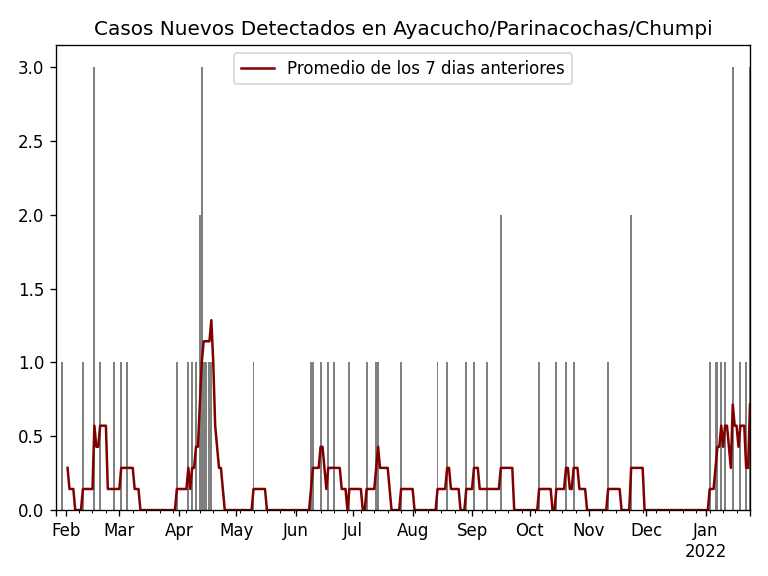 Casos Nuevos Detectados en Ayacucho/Parinacochas/Chumpi
Promedio de los 7 dias anteriores
3.0
2.5
2.0
1.5
1.0
0.5
0.0
Feb Mar Apr May Jun Jul Aug Sep Oct Nov Dec Jan
2022